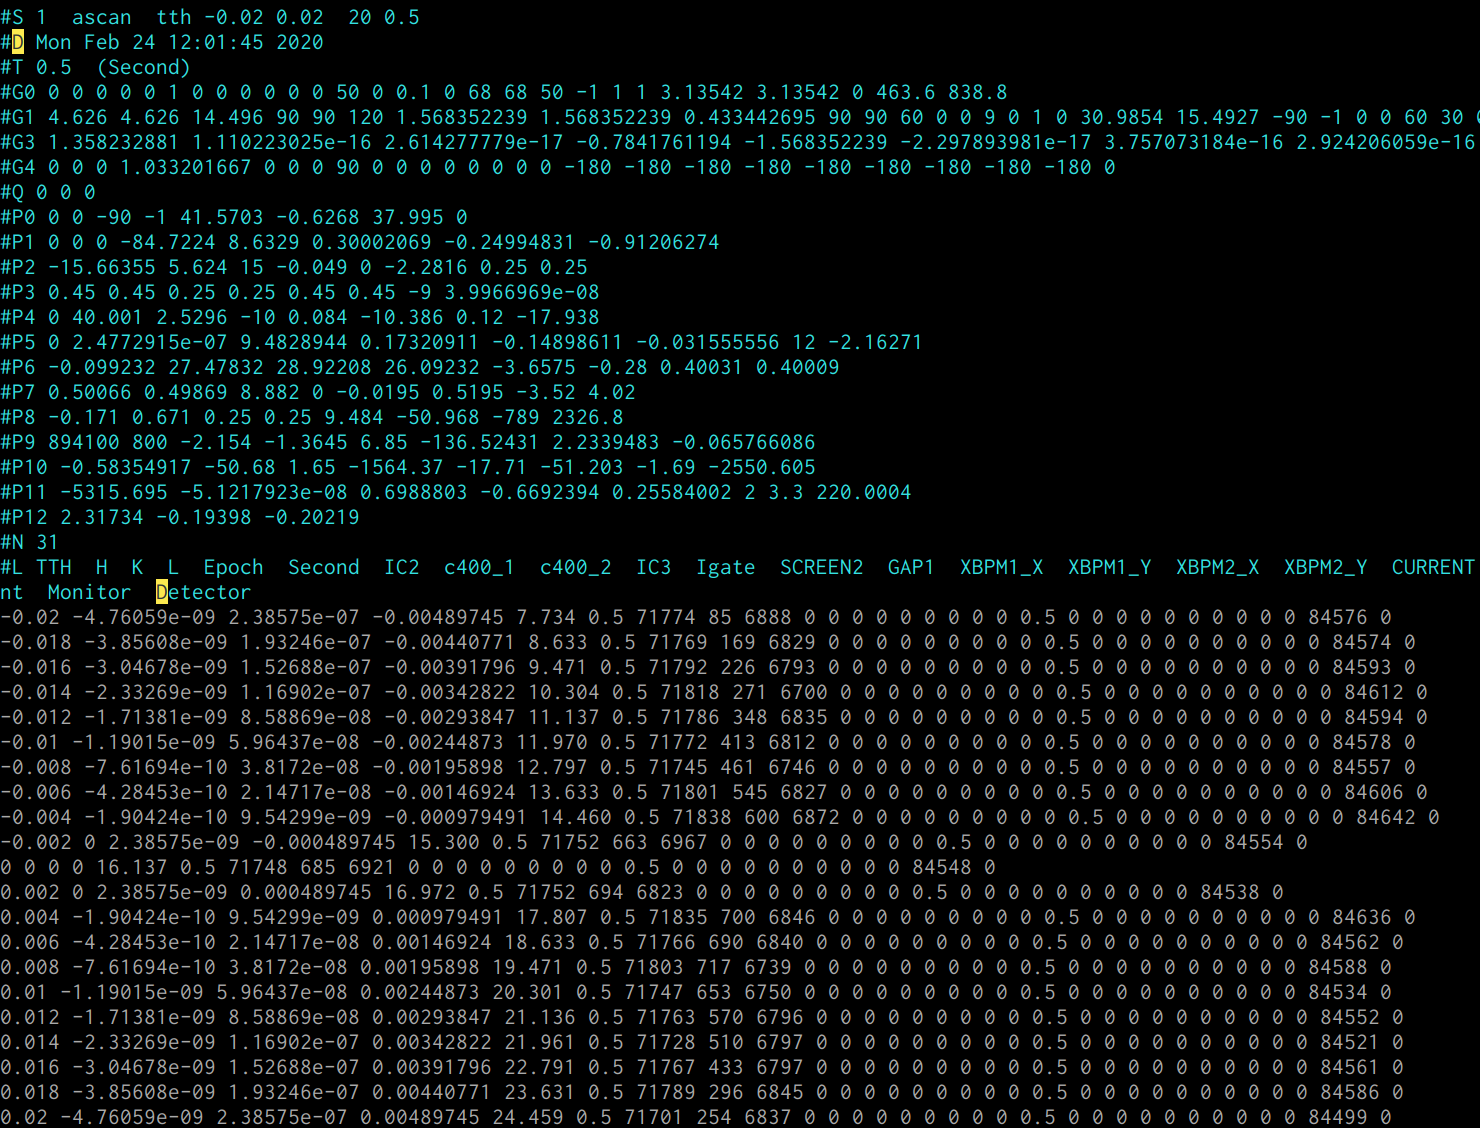 #S 1  ascan  tth -0.02 0.02  20 0.5
#D Mon Feb 24 12:01:45 2020
#T 0.5  (Second)
#G0 0 0 0 0 0 1 0 0 0 0 0 0 50 0 0.1 0 68 68 50 -1 1 1 3.13542 3.13542 0 463.6 838.8
#G1 4.626 4.626 14.496 90 90 120 1.568352239 1.568352239 0.433442695 90 90 60 0 0 9 0 1 0 30.9854 15.4927 -90 -1 0 0 60 30
#G3 1.358232881 1.110223025e-16 2.614277779e-17 -0.7841761194 -1.568352239 -2.297893981e-17 3.757073184e-16 2.924206059e-16
#G4 0 0 0 1.033201667 0 0 0 90 0 0 0 0 0 0 0 0 -180 -180 -180 -180 -180 -180 -180 -180 -180 0
#Q 0 0 0
#P0 0 0 -90 -1 41.5703 -0.6268 37.995 0
#P1 0 0 0 -84.7224 8.6329 0.30002069 -0.24994831 -0.91206274
#P2 -15.66355 5.624 15 -0.049 0 -2.2816 0.25 0.25
#P3 0.45 0.45 0.25 0.25 0.45 0.45 -9 3.9966969e-08
#P4 0 40.001 2.5296 -10 0.084 -10.386 0.12 -17.938
#P5 0 2.4772915e-07 9.4828944 0.17320911 -0.14898611 -0.031555556 12 -2.16271
#P6 -0.099232 27.47832 28.92208 26.09232 -3.6575 -0.28 0.40031 0.40009
#P7 0.50066 0.49869 8.882 0 -0.0195 0.5195 -3.52 4.02
#P8 -0.171 0.671 0.25 0.25 9.484 -50.968 -789 2326.8
#P9 894100 800 -2.154 -1.3645 6.85 -136.52431 2.2339483 -0.065766086
#P10 -0.58354917 -50.68 1.65 -1564.37 -17.71 -51.203 -1.69 -2550.605
#P11 -5315.695 -5.1217923e-08 0.6988803 -0.6692394 0.25584002 2 3.3 220.0004
#P12 2.31734 -0.19398 -0.20219
#N 31
#L TTH  H  K  L  Epoch  Second  IC2  c400_1  c400_2  IC3  Igate  SCREEN2  GAP1  XBPM1_X  XBPM1_Y  XBPM2_X  XBPM2_Y  CURRENT
nt  Monitor  Detector
-0.02 -4.76059e-09 2.38575e-07 -0.00489745 7.734 0.5 71774 85 6888 0 0 0 0 0 0 0 0 0 0.5 0 0 0 0 0 0 0 0 0 0 84576 0
-0.018 -3.85608e-09 1.93246e-07 -0.00440771 8.633 0.5 71769 169 6829 0 0 0 0 0 0 0 0 0 0.5 0 0 0 0 0 0 0 0 0 0 84574 0
-0.016 -3.04678e-09 1.52688e-07 -0.00391796 9.471 0.5 71792 226 6793 0 0 0 0 0 0 0 0 0 0.5 0 0 0 0 0 0 0 0 0 0 84593 0
-0.014 -2.33269e-09 1.16902e-07 -0.00342822 10.304 0.5 71818 271 6700 0 0 0 0 0 0 0 0 0 0.5 0 0 0 0 0 0 0 0 0 0 84612 0
-0.012 -1.71381e-09 8.58869e-08 -0.00293847 11.137 0.5 71786 348 6835 0 0 0 0 0 0 0 0 0 0.5 0 0 0 0 0 0 0 0 0 0 84594 0
-0.01 -1.19015e-09 5.96437e-08 -0.00244873 11.970 0.5 71772 413 6812 0 0 0 0 0 0 0 0 0 0.5 0 0 0 0 0 0 0 0 0 0 84578 0
-0.008 -7.61694e-10 3.8172e-08 -0.00195898 12.797 0.5 71745 461 6746 0 0 0 0 0 0 0 0 0 0.5 0 0 0 0 0 0 0 0 0 0 84557 0
-0.006 -4.28453e-10 2.14717e-08 -0.00146924 13.633 0.5 71801 545 6827 0 0 0 0 0 0 0 0 0 0.5 0 0 0 0 0 0 0 0 0 0 84606 0
-0.004 -1.90424e-10 9.54299e-09 -0.000979491 14.460 0.5 71838 600 6872 0 0 0 0 0 0 0 0 0 0.5 0 0 0 0 0 0 0 0 0 0 84642 0
-0.002 0 2.38575e-09 -0.000489745 15.300 0.5 71752 663 6967 0 0 0 0 0 0 0 0 0 0.5 0 0 0 0 0 0 0 0 0 0 84554 0
0 0 0 0 16.137 0.5 71748 685 6921 0 0 0 0 0 0 0 0 0 0.5 0 0 0 0 0 0 0 0 0 0 84548 0
0.002 0 2.38575e-09 0.000489745 16.972 0.5 71752 694 6823 0 0 0 0 0 0 0 0 0 0.5 0 0 0 0 0 0 0 0 0 0 84538 0
0.004 -1.90424e-10 9.54299e-09 0.000979491 17.807 0.5 71835 700 6846 0 0 0 0 0 0 0 0 0 0.5 0 0 0 0 0 0 0 0 0 0 84636 0
0.006 -4.28453e-10 2.14717e-08 0.00146924 18.633 0.5 71766 690 6840 0 0 0 0 0 0 0 0 0 0.5 0 0 0 0 0 0 0 0 0 0 84562 0
0.008 -7.61694e-10 3.8172e-08 0.00195898 19.471 0.5 71803 717 6739 0 0 0 0 0 0 0 0 0 0.5 0 0 0 0 0 0 0 0 0 0 84588 0
0.01 -1.19015e-09 5.96437e-08 0.00244873 20.301 0.5 71747 653 6750 0 0 0 0 0 0 0 0 0 0.5 0 0 0 0 0 0 0 0 0 0 84534 0
0.012 -1.71381e-09 8.58869e-08 0.00293847 21.136 0.5 71763 570 6796 0 0 0 0 0 0 0 0 0 0.5 0 0 0 0 0 0 0 0 0 0 84552 0
0.014 -2.33269e-09 1.16902e-07 0.00342822 21.961 0.5 71728 510 6797 0 0 0 0 0 0 0 0 0 0.5 0 0 0 0 0 0 0 0 0 0 84521 0
0.016 -3.04678e-09 1.52688e-07 0.00391796 22.791 0.5 71767 433 6797 0 0 0 0 0 0 0 0 0 0.5 0 0 0 0 0 0 0 0 0 0 84561 0
0.018 -3.85608e-09 1.93246e-07 0.00440771 23.631 0.5 71789 296 6845 0 0 0 0 0 0 0 0 0 0.5 0 0 0 0 0 0 0 0 0 0 84586 0
0.02 -4.76059e-09 2.38575e-07 0.00489745 24.459 0.5 71701 254 6837 0 0 0 0 0 0 0 0 0 0.5 0 0 0 0 0 0 0 0 0 0 84499 0